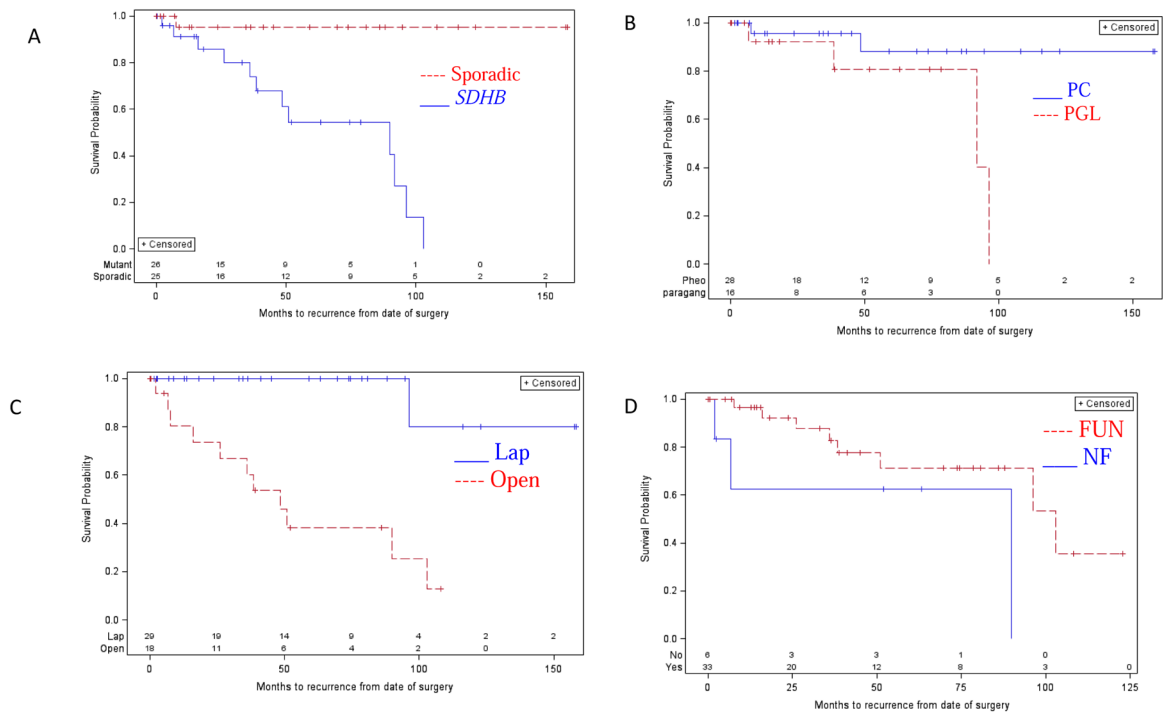 A
Survival Probability
1.0
0.8
0.6
0.4
0.2
0.0
Sporadic
SDHB
+ Censored
Mutant 26 15 9 5 1 0
Sporadic 25 16 12 9 5 2 2
0 50 100 150
Months to recurrence from date of surgery
B
Survival Probability
1.0
0.8
0.6
0.4
0.2
0.0
+ Censored
PC
PGL
Pheo 28 18 12 9 5 2 2
paragang 16 8 6 3 0
0 50 100 150
Months to recurrence from date of surgery
C
Survival Probability
1.0
0.8
0.6
0.4
0.2
0.0
+ Censored
Lap
Open
Lap 29 19 14 9 4 2 2
Open 18 11 6 4 2 0
0 50 100 150
Months to recurrence from date of surgery
D
Survival Probability
1.0
0.8
0.6
0.4
0.2
0.0
+ Censored
FUN
NF
No 6 3 3 1 0
Yes 33 20 12 8 3 0
0 25 50 75 100 125
Months to recurrence from date of surgery